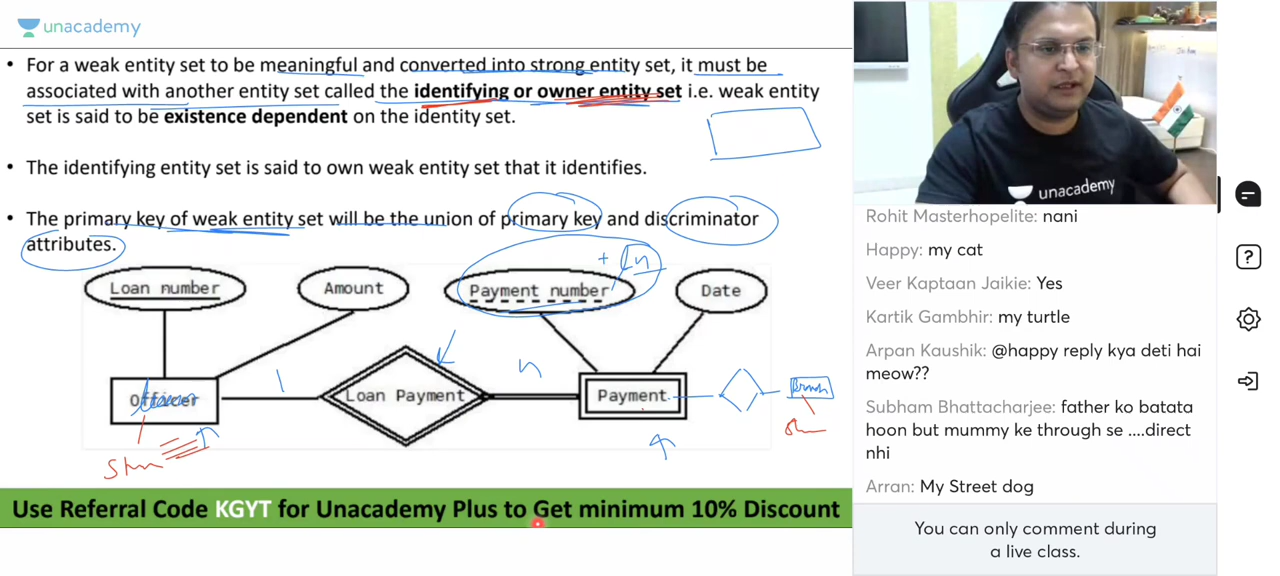 unacademy
• For a weak entity set to be meaningful and converted into strong entity set, it must be
associated with another entity set called the identifying or owner entity set i.e. weak entity
set is said to be existence dependent on the identity set.
• The identifying entity set is said to own weak entity set that it identifies.
• The primary key of weak entity set will be the union of primary key and discriminator
attributes.
+ Ln
Loan number
Amount
Payment number
Date
1
n
Officer
Loan Payment
Payment
Use Referral Code KGYT for Unacademy Plus to Get minimum 10% Discount
unacademy
Rohit Masterhopelite: nani
Happy: my cat
Veer Kaptaan Jaikie: Yes
Kartik Gambhir: my turtle
Arpan Kaushik: @happy reply kya deti hai
meow??
Subham Bhattacharjee: father ko batata
hoon but mummy ke through se ....direct
nhi
Arran: My Street dog
You can only comment during
a live class.
?